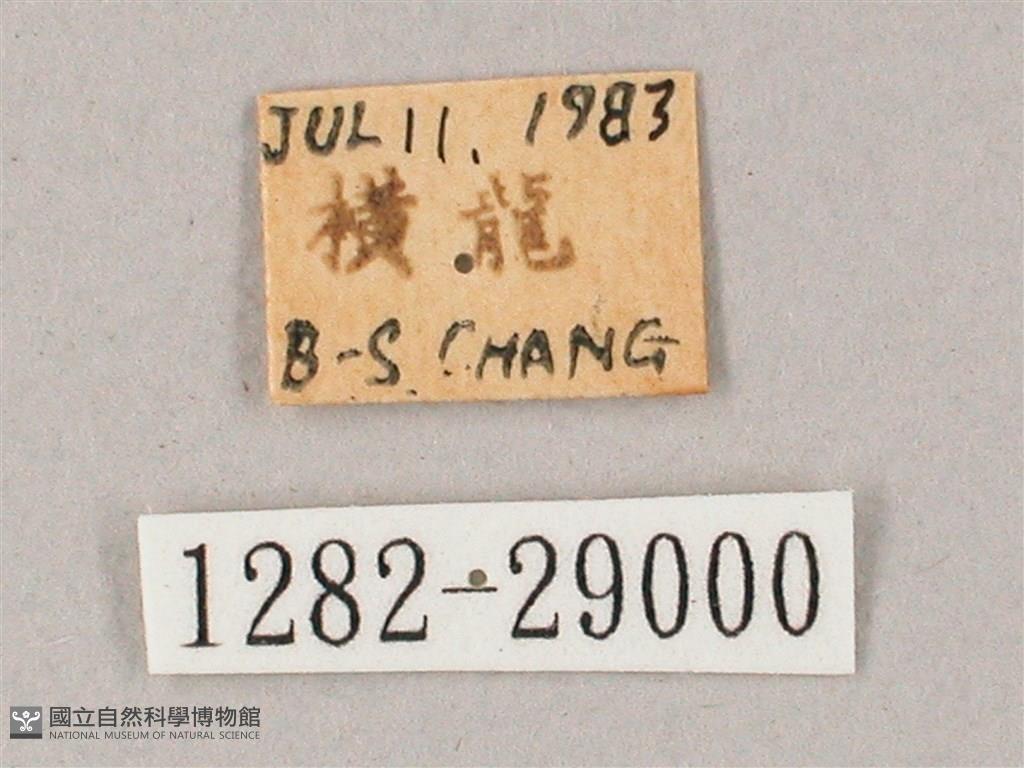 JUL 11, 1983
橫龍
B-S. CHANG
1282-29000
國立自然科學博物館
NATIONAL MUSEUM OF NATURAL SCIENCE